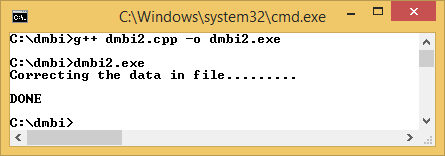 C:\Windows\system32\cmd.exe
C:\dmbi>g++ dmbi2.cpp -o dmbi2.exe
C:\dmbi>dmbi2.exe
Correcting the data in file.........
DONE
C:\dmbi>